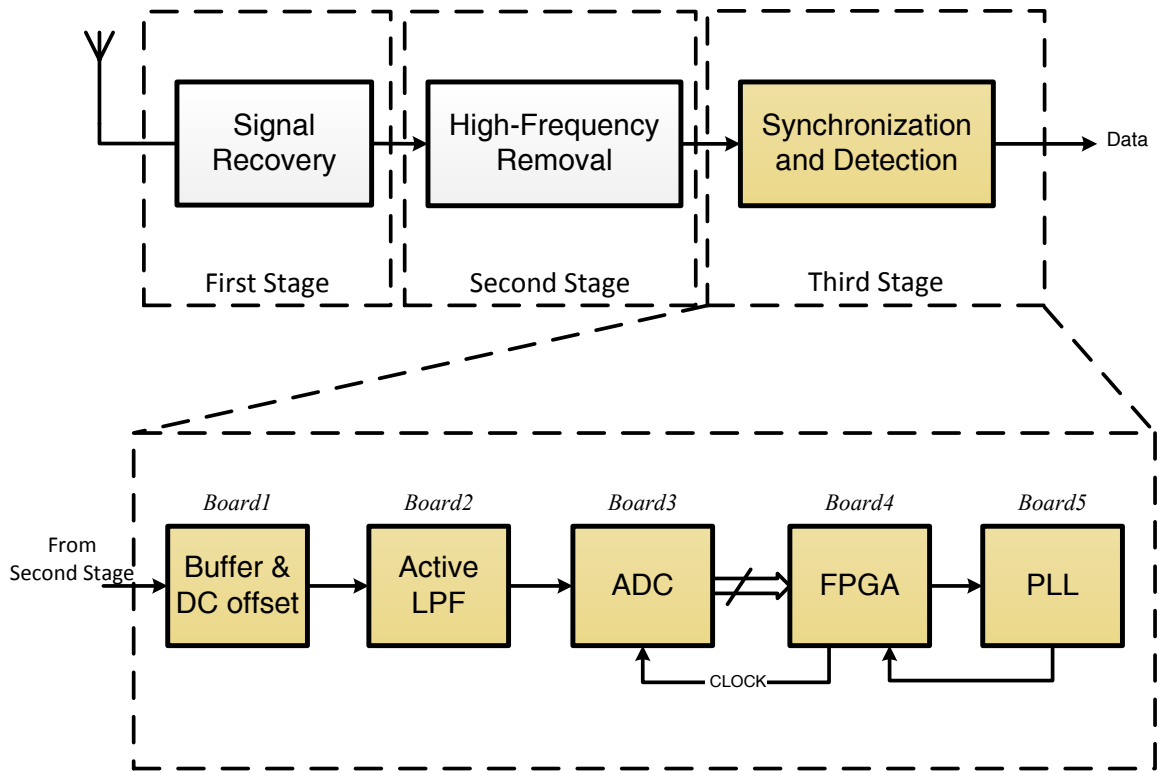 Signal
Recovery
High-Frequency
Removal
Synchronization
and Detection
Data
First Stage
Second Stage
Third Stage
Board1
Board2
Board3
Board4
Board5
From
Second Stage
Buffer &
DC offset
Active
LPF
ADC
FPGA
PLL
CLOCK